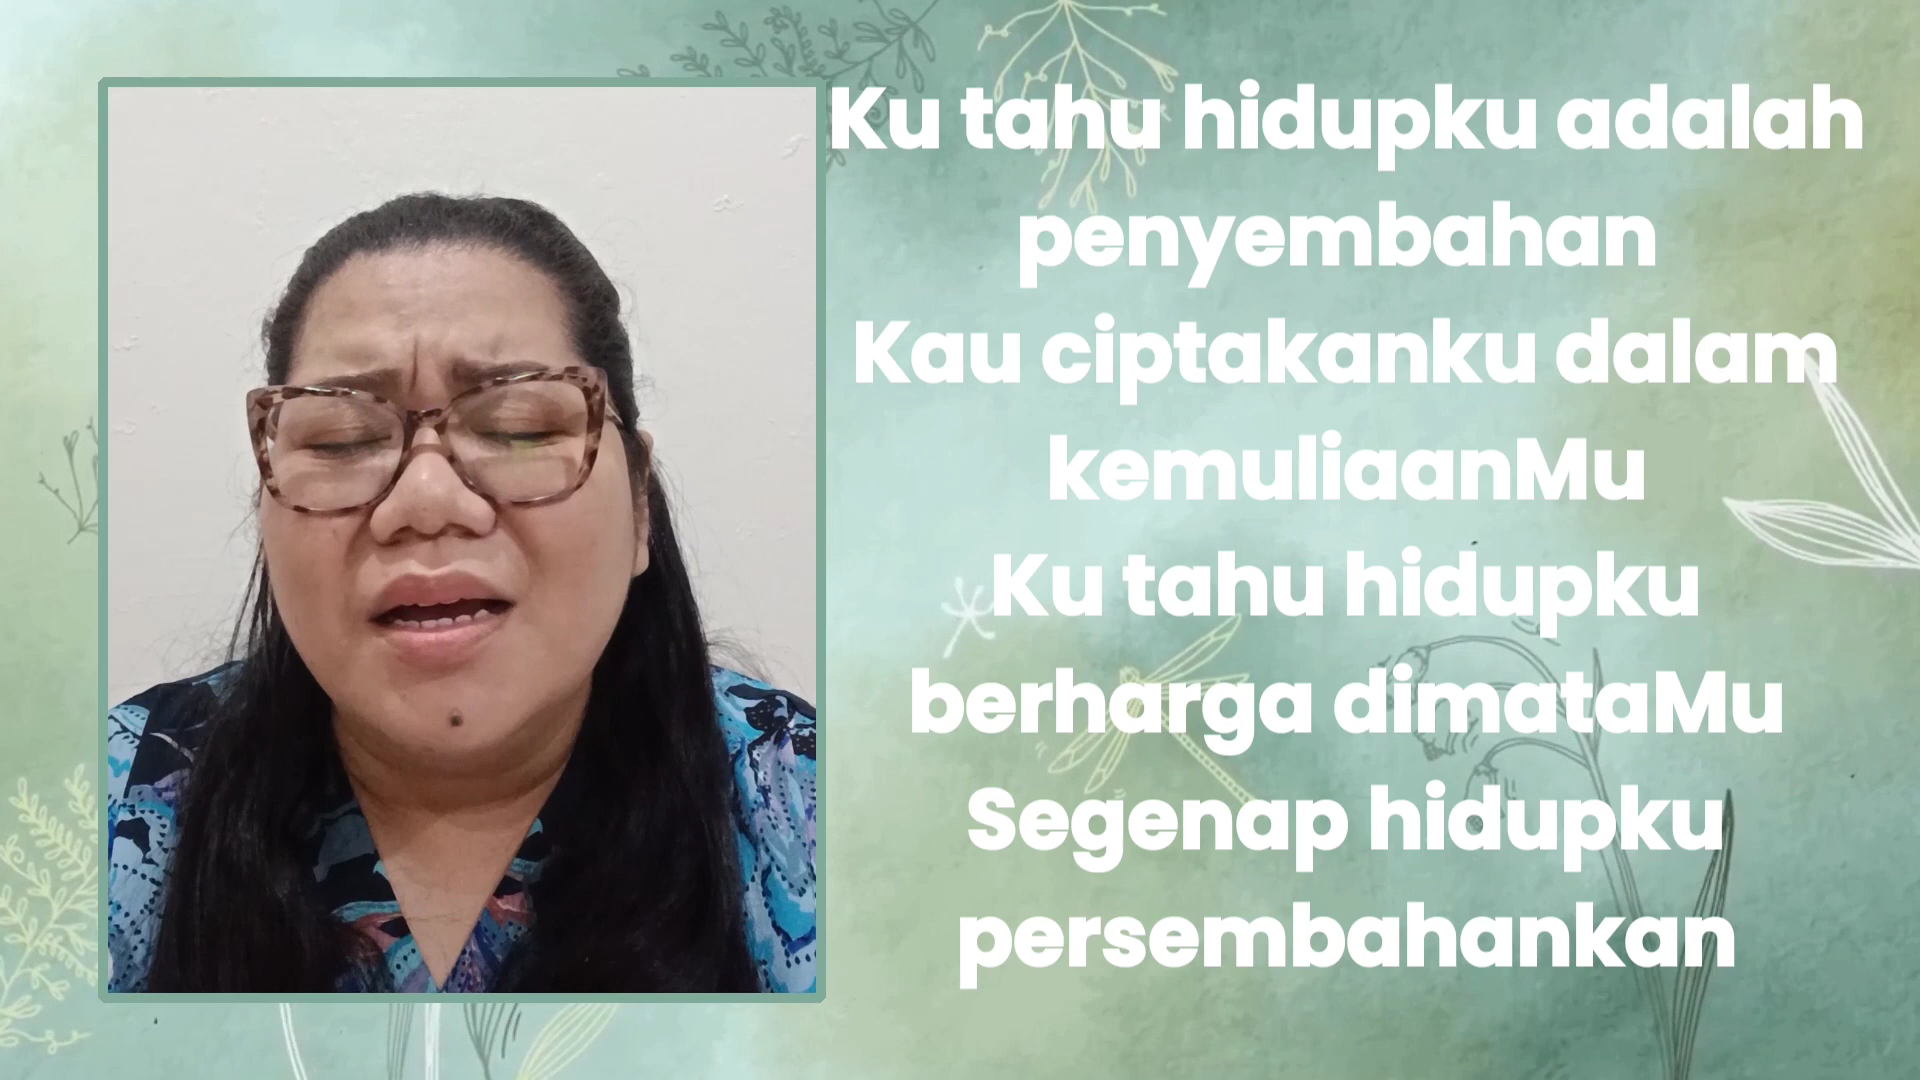 Ku tahu hidupku adalah
penyembahan
Kau ciptakanku dalam
kemuliaanMu
Ku tahu hidupku
berharga dimataMu
Segenap hidupku
persembahankan